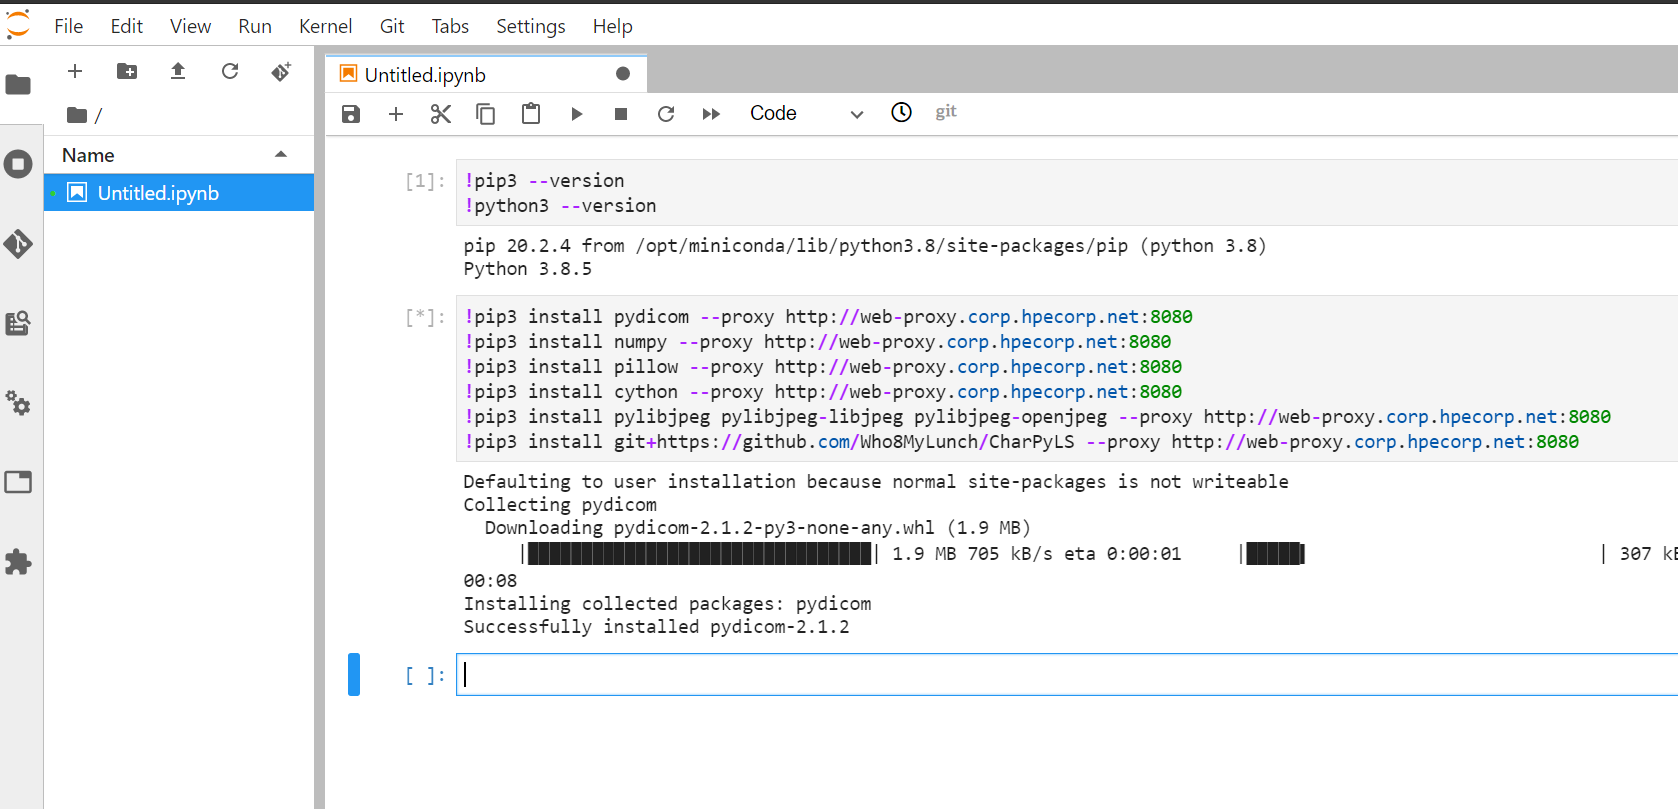 File Edit View Run Kernel Git Tabs Settings Help
Untitled.ipynb
/
Code git
Name
Untitled.ipynb
[1]: !pip3 --version
!python3 --version
pip 20.2.4 from /opt/miniconda/lib/python3.8/site-packages/pip (python 3.8)
Python 3.8.5
[*]: !pip3 install pydicom --proxy http://web-proxy.corp.hpecorp.net:8080
!pip3 install numpy --proxy http://web-proxy.corp.hpecorp.net:8080
!pip3 install pillow --proxy http://web-proxy.corp.hpecorp.net:8080
!pip3 install cython --proxy http://web-proxy.corp.hpecorp.net:8080
!pip3 install pylibjpeg pylibjpeg-libjpeg pylibjpeg-openjpeg --proxy http://web-proxy.corp.hpecorp.net:8080
!pip3 install git+https://github.com/Who8MyLunch/CharPyLS --proxy http://web-proxy.corp.hpecorp.net:8080
Defaulting to user installation because normal site-packages is not writeable
Collecting pydicom
Downloading pydicom-2.1.2-py3-none-any.whl (1.9 MB)
|████████████████████████████████| 1.9 MB 705 kB/s eta 0:00:01 |█████▌ | 307 kB
00:08
Installing collected packages: pydicom
Successfully installed pydicom-2.1.2
[ ]: